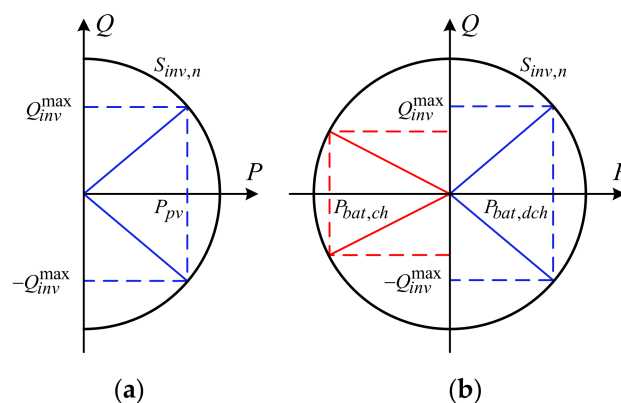 Q
S_{inv,n}
Q_{inv}^{max}
P
P_{pv}
-Q_{inv}^{max}
(a)
Q
S_{inv,n}
Q_{inv}^{max}
P
P_{bat,ch}
P_{bat,dch}
-Q_{inv}^{max}
(b)